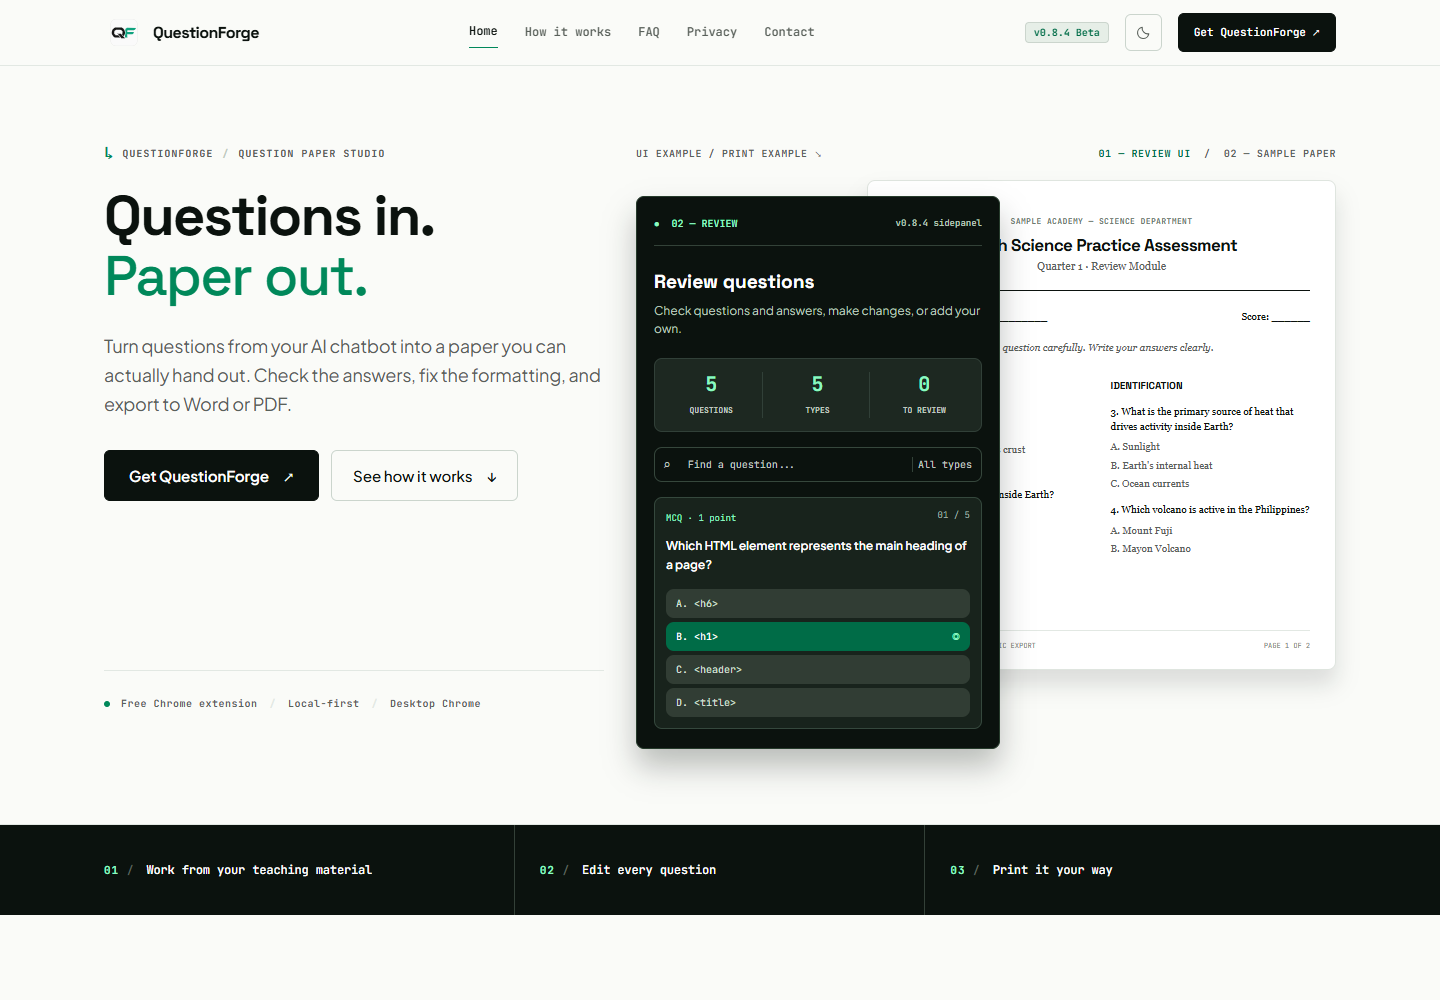 QF QuestionForge
Home How it works FAQ Privacy Contact
v0.8.4 Beta
Get QuestionForge ↗
↳ QUESTIONFORGE / QUESTION PAPER STUDIO
Questions in.
Paper out.
Turn questions from your AI chatbot into a paper you can
actually hand out. Check the answers, fix the formatting, and
export to Word or PDF.
Get QuestionForge ↗
See how it works ↓
Free Chrome extension / Local-first / Desktop Chrome
UI EXAMPLE / PRINT EXAMPLE ↘
01 — REVIEW UI / 02 — SAMPLE PAPER
02 — REVIEW
v0.8.4 sidepanel
Review questions
Check questions and answers, make changes, or add your
own.
5 5 0
QUESTIONS TYPES TO REVIEW
Find a question...
All types
MCQ · 1 point
01 / 5
Which HTML element represents the main heading of
a page?
A. <h6>
B. <h1>
C. <header>
D. <title>
SAMPLE ACADEMY — SCIENCE DEPARTMENT
h Science Practice Assessment
Quarter 1 · Review Module
Score: ______
question carefully. Write your answers clearly.
crust
nside Earth?
IDENTIFICATION
3. What is the primary source of heat that
drives activity inside Earth?
A. Sunlight
B. Earth's internal heat
C. Ocean currents
4. Which volcano is active in the Philippines?
A. Mount Fuji
B. Mayon Volcano
IC EXPORT
PAGE 1 OF 2
01 / Work from your teaching material
02 / Edit every question
03 / Print it your way